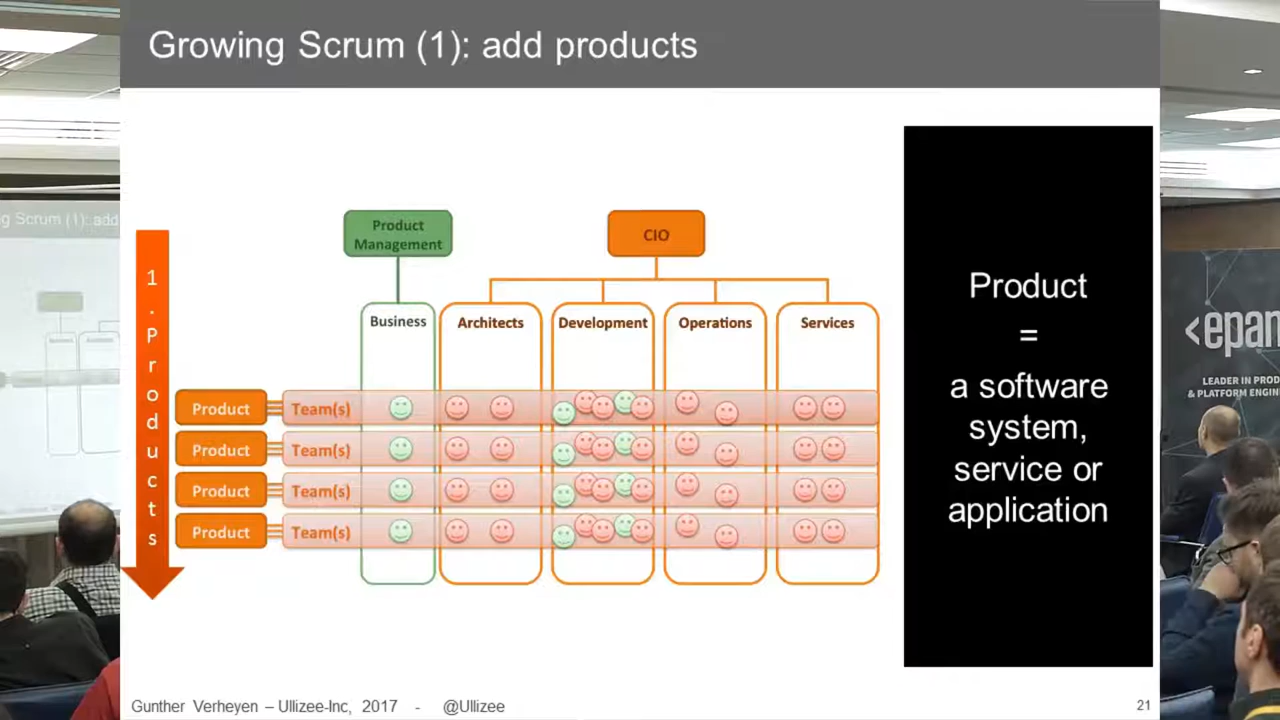 Growing Scrum (1): add products
g Scrum (1): add
Product
Management
CIO
1
.
P
r
o
d
u
c
t
s
Business
Architects
Development
Operations
Services
Product
Team(s)
Product
Team(s)
Product
Team(s)
Product
Team(s)
Product
=
a software
system,
service or
application
<epam
LEADER IN PROD
& PLATFORM ENGIN
Gunther Verheyen – Ullizee-Inc, 2017 - @Ullizee
21